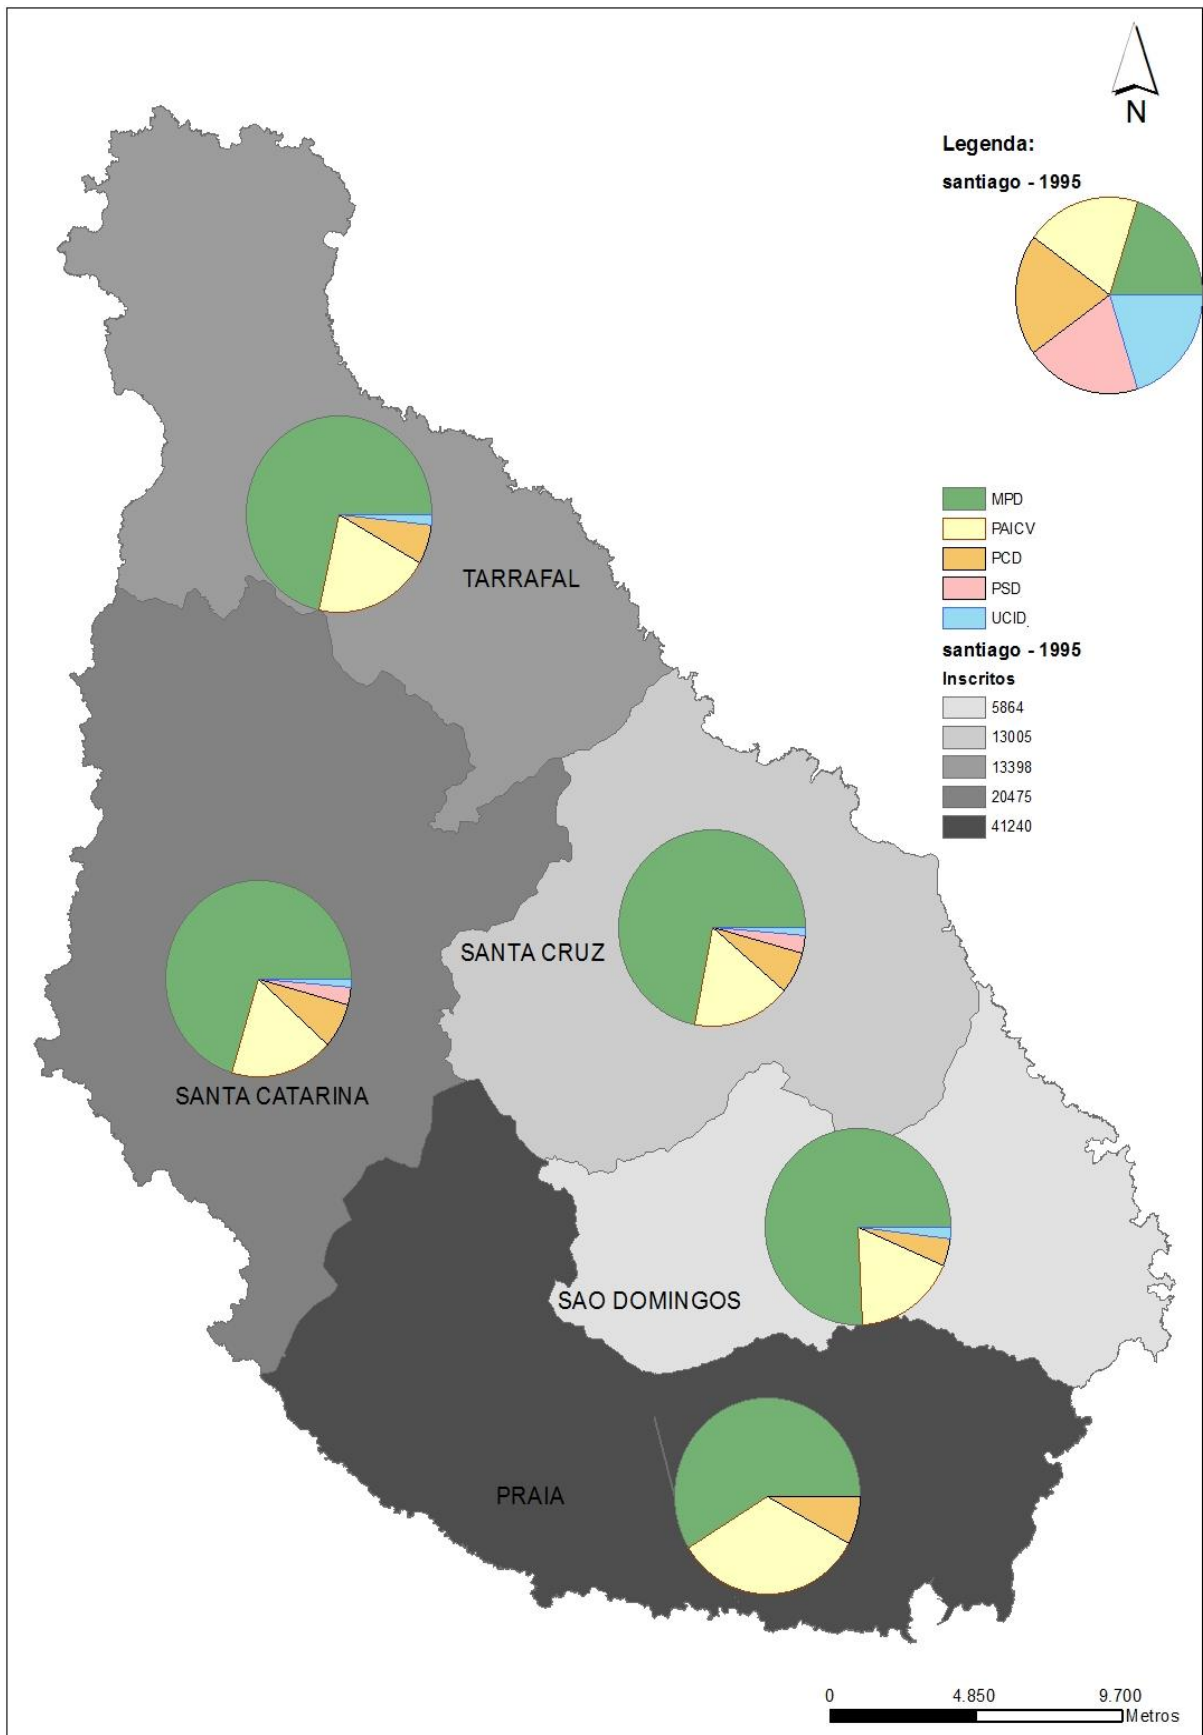 N
Legenda:
santiago - 1995
MPD
PAICV
PCD
PSD
UCID
santiago - 1995
Inscritos
5864
13005
13398
20475
41240
TARRAFAL
SANTA CRUZ
SANTA CATARINA
SAO DOMINGOS
PRAIA
0 4.850 9.700
Metros